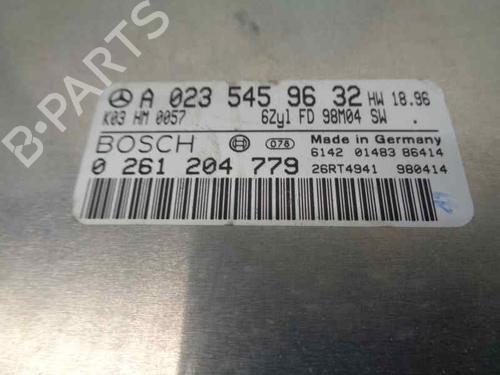 A 023 545 96 32 HW 18.96
K03 HM 0057 6Zyl FD 98M04 SW .
BOSCH 076 Made in Germany
6142 01483 86414
0 261 204 779 26RT4941 980414
B-PARTS